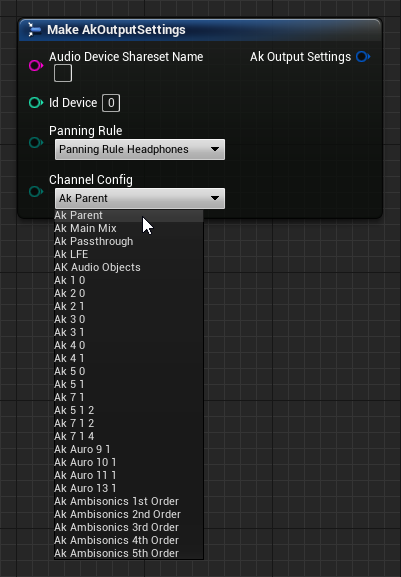 Make AkOutputSettings
Audio Device Shareset Name
Ak Output Settings
Id Device 0
Panning Rule
Panning Rule Headphones
Channel Config
Ak Parent
Ak Parent
Ak Main Mix
Ak Passthrough
Ak LFE
AK Audio Objects
Ak 1 0
Ak 2 0
Ak 2 1
Ak 3 0
Ak 3 1
Ak 4 0
Ak 4 1
Ak 5 0
Ak 5 1
Ak 7 1
Ak 5 1 2
Ak 7 1 2
Ak 7 1 4
Ak Auro 9 1
Ak Auro 10 1
Ak Auro 11 1
Ak Auro 13 1
Ak Ambisonics 1st Order
Ak Ambisonics 2nd Order
Ak Ambisonics 3rd Order
Ak Ambisonics 4th Order
Ak Ambisonics 5th Order